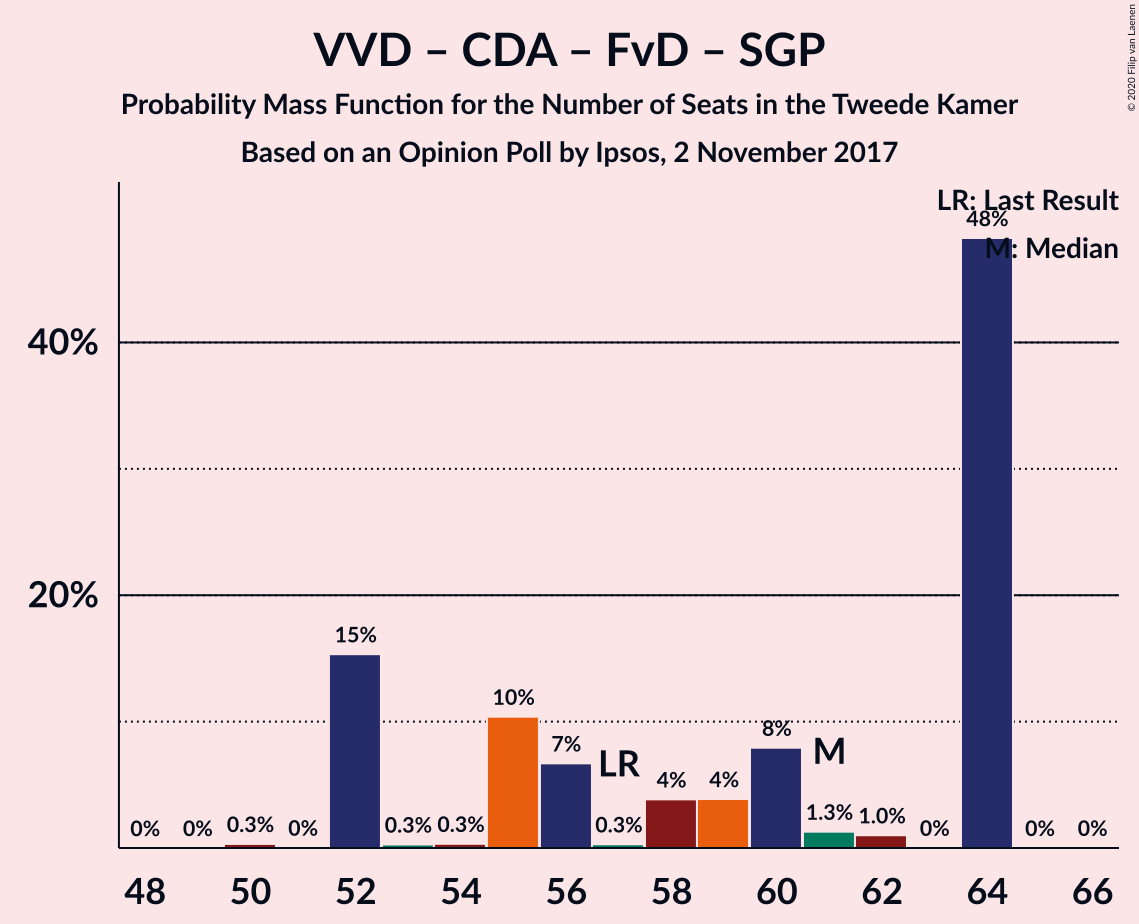 VVD – CDA – FvD – SGP
Probability Mass Function for the Number of Seats in the Tweede Kamer
Based on an Opinion Poll by Ipsos, 2 November 2017
© 2020 Filip van Laenen
LR: Last Result
M: Median
48%
40%
20%
15%
10%
7%
LR
4%
4%
8%
M
0%
0%
0.3%
0%
0.3%
0.3%
0.3%
1.3%
1.0%
0%
0%
0%
48 50 52 54 56 58 60 62 64 66